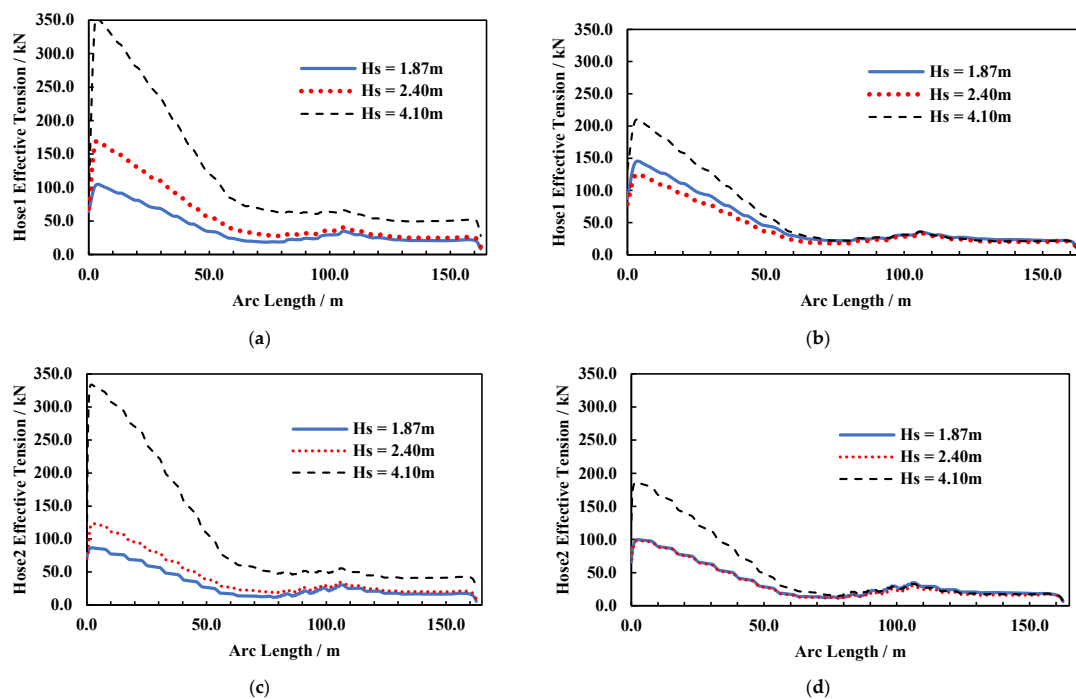 350.0
300.0
250.0
200.0
150.0
100.0
50.0
0.0
Hose1 Effective Tension / kN
Hs = 1.87m
Hs = 2.40m
Hs = 4.10m
0.0 50.0 100.0 150.0
Arc Length / m
(a)
350.0
300.0
250.0
200.0
150.0
100.0
50.0
0.0
Hose1 Effective Tension / kN
Hs = 1.87m
Hs = 2.40m
Hs = 4.10m
0.0 50.0 100.0 150.0
Arc Length / m
(b)
350.0
300.0
250.0
200.0
150.0
100.0
50.0
0.0
Hose2 Effective Tension / kN
Hs = 1.87m
Hs = 2.40m
Hs = 4.10m
0.0 50.0 100.0 150.0
Arc Length / m
(c)
350.0
300.0
250.0
200.0
150.0
100.0
50.0
0.0
Hose2 Effective Tension / kN
Hs = 1.87m
Hs = 2.40m
Hs = 4.10m
0.0 50.0 100.0 150.0
Arc Length / m
(d)